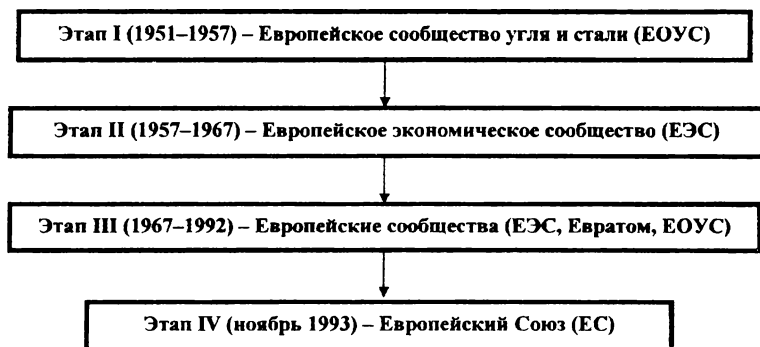 Этап I (1951–1957) – Европейское сообщество угля и стали (ЕОУС)
Этап II (1957–1967) – Европейское экономическое сообщество (ЕЭС)
Этап III (1967–1992) – Европейские сообщества (ЕЭС, Евратом, ЕОУС)
Этап IV (ноябрь 1993) – Европейский Союз (ЕС)